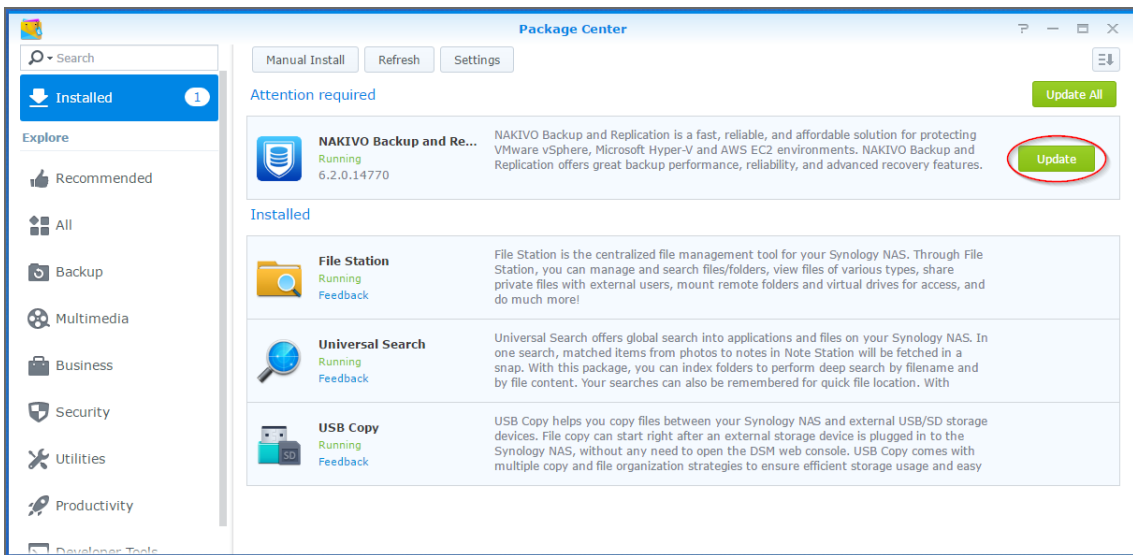 Package Center
Search
Manual Install
Refresh
Settings
Installed
1
Explore
Recommended
All
Backup
Multimedia
Business
Security
Utilities
Productivity
Developer Tools
Attention required
Update All
NAKIVO Backup and Re...
Running
6.2.0.14770
NAKIVO Backup and Replication is a fast, reliable, and affordable solution for protecting
VMware vSphere, Microsoft Hyper-V and AWS EC2 environments. NAKIVO Backup and
Replication offers great backup performance, reliability, and advanced recovery features.
Update
Installed
File Station
Running
Feedback
File Station is the centralized file management tool for your Synology NAS. Through File
Station, you can manage and search files/folders, view files of various types, share
private files with external users, mount remote folders and virtual drives for access, and
do much more!
Universal Search
Running
Feedback
Universal Search offers global search into applications and files on your Synology NAS. In
one search, matched items from photos to notes in Note Station will be fetched in a
snap. With this package, you can index folders to perform deep search by filename and
by file content. Your searches can also be remembered for quick file location. With
USB Copy
Running
Feedback
SD
USB Copy helps you copy files between your Synology NAS and external USB/SD storage
devices. File copy can start right after an external storage device is plugged in to the
Synology NAS, without any need to open the DSM web console. USB Copy comes with
multiple copy and file organization strategies to ensure efficient storage usage and easy